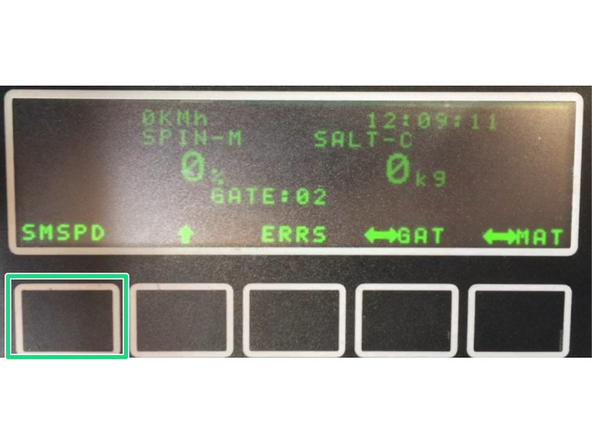 0KMh 12:09:11
SPIN-M SALT-C
0% 0kg
GATE:02
SMSPD ⬆ ERRS ⟷GAT ⟷MAT